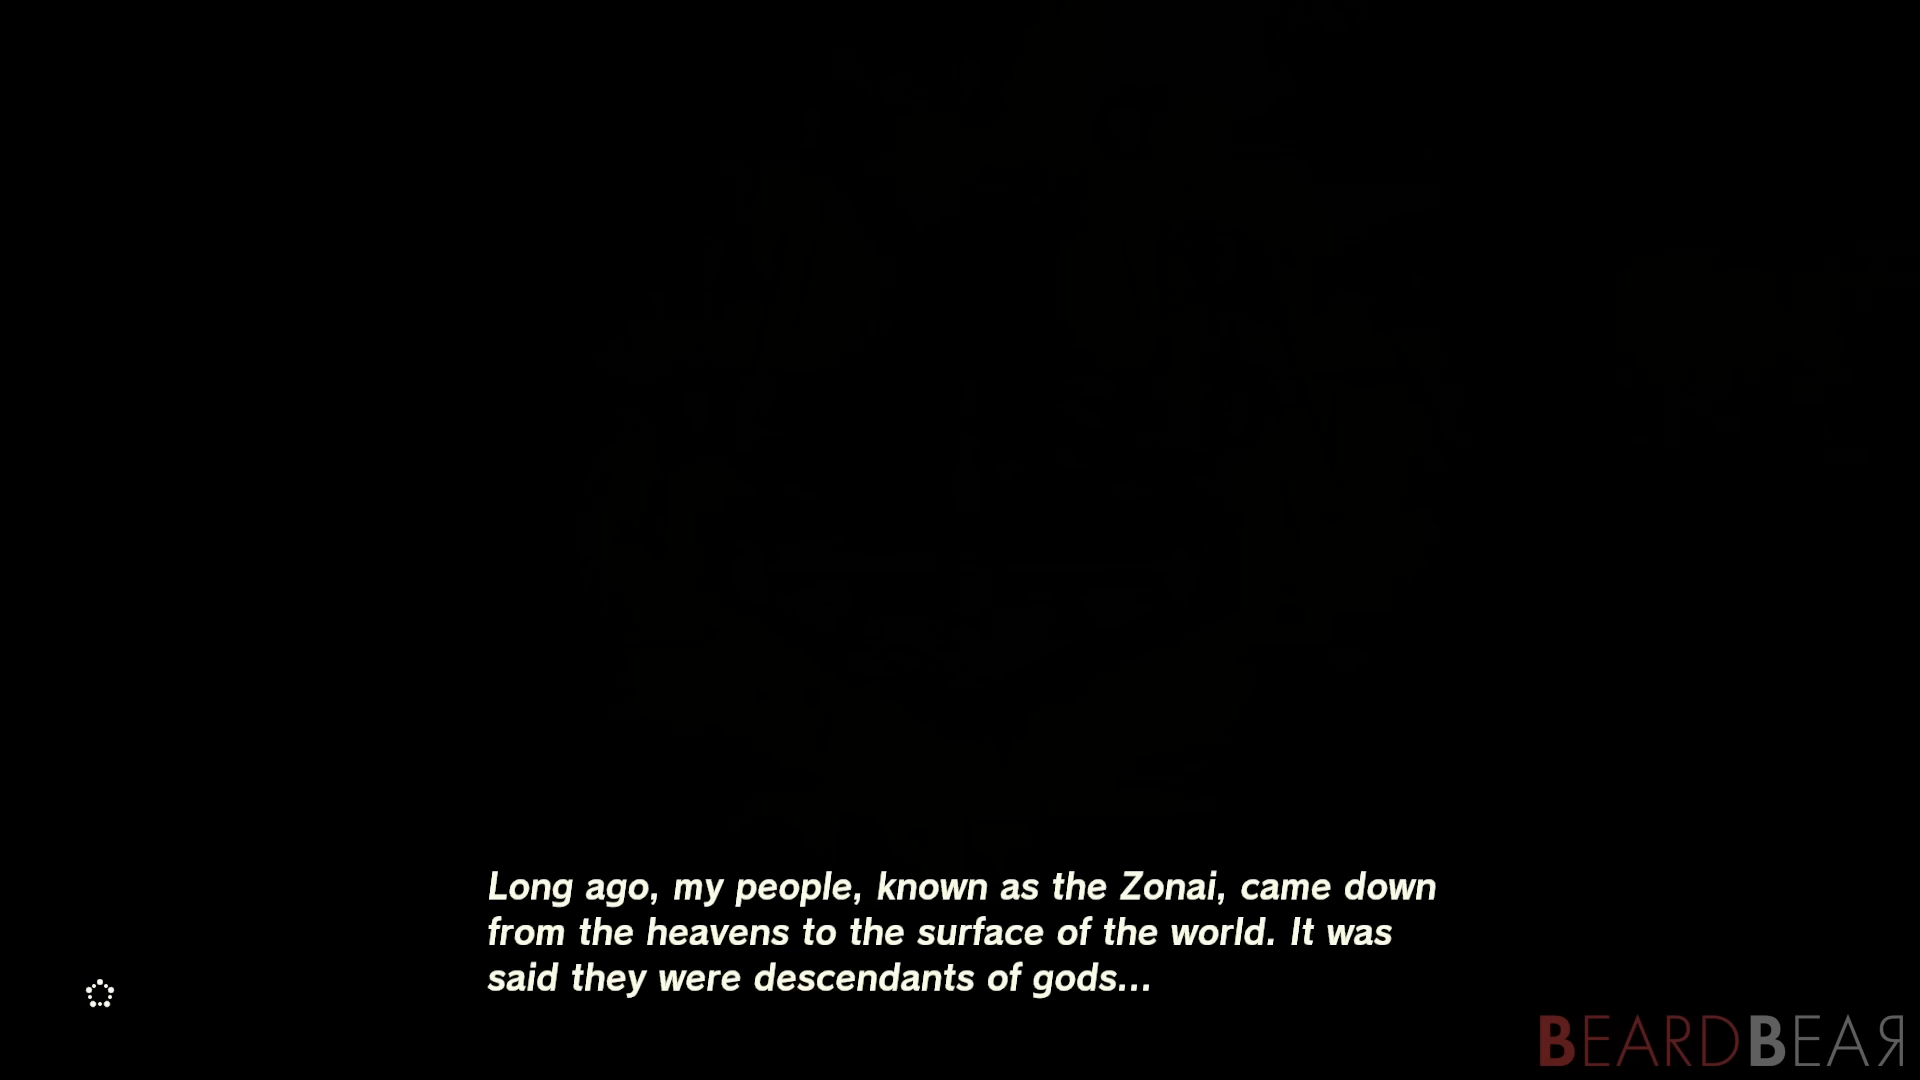 Long ago, my people, known as the Zonai, came down
from the heavens to the surface of the world. It was
said they were descendants of gods...
BEARDBEAR